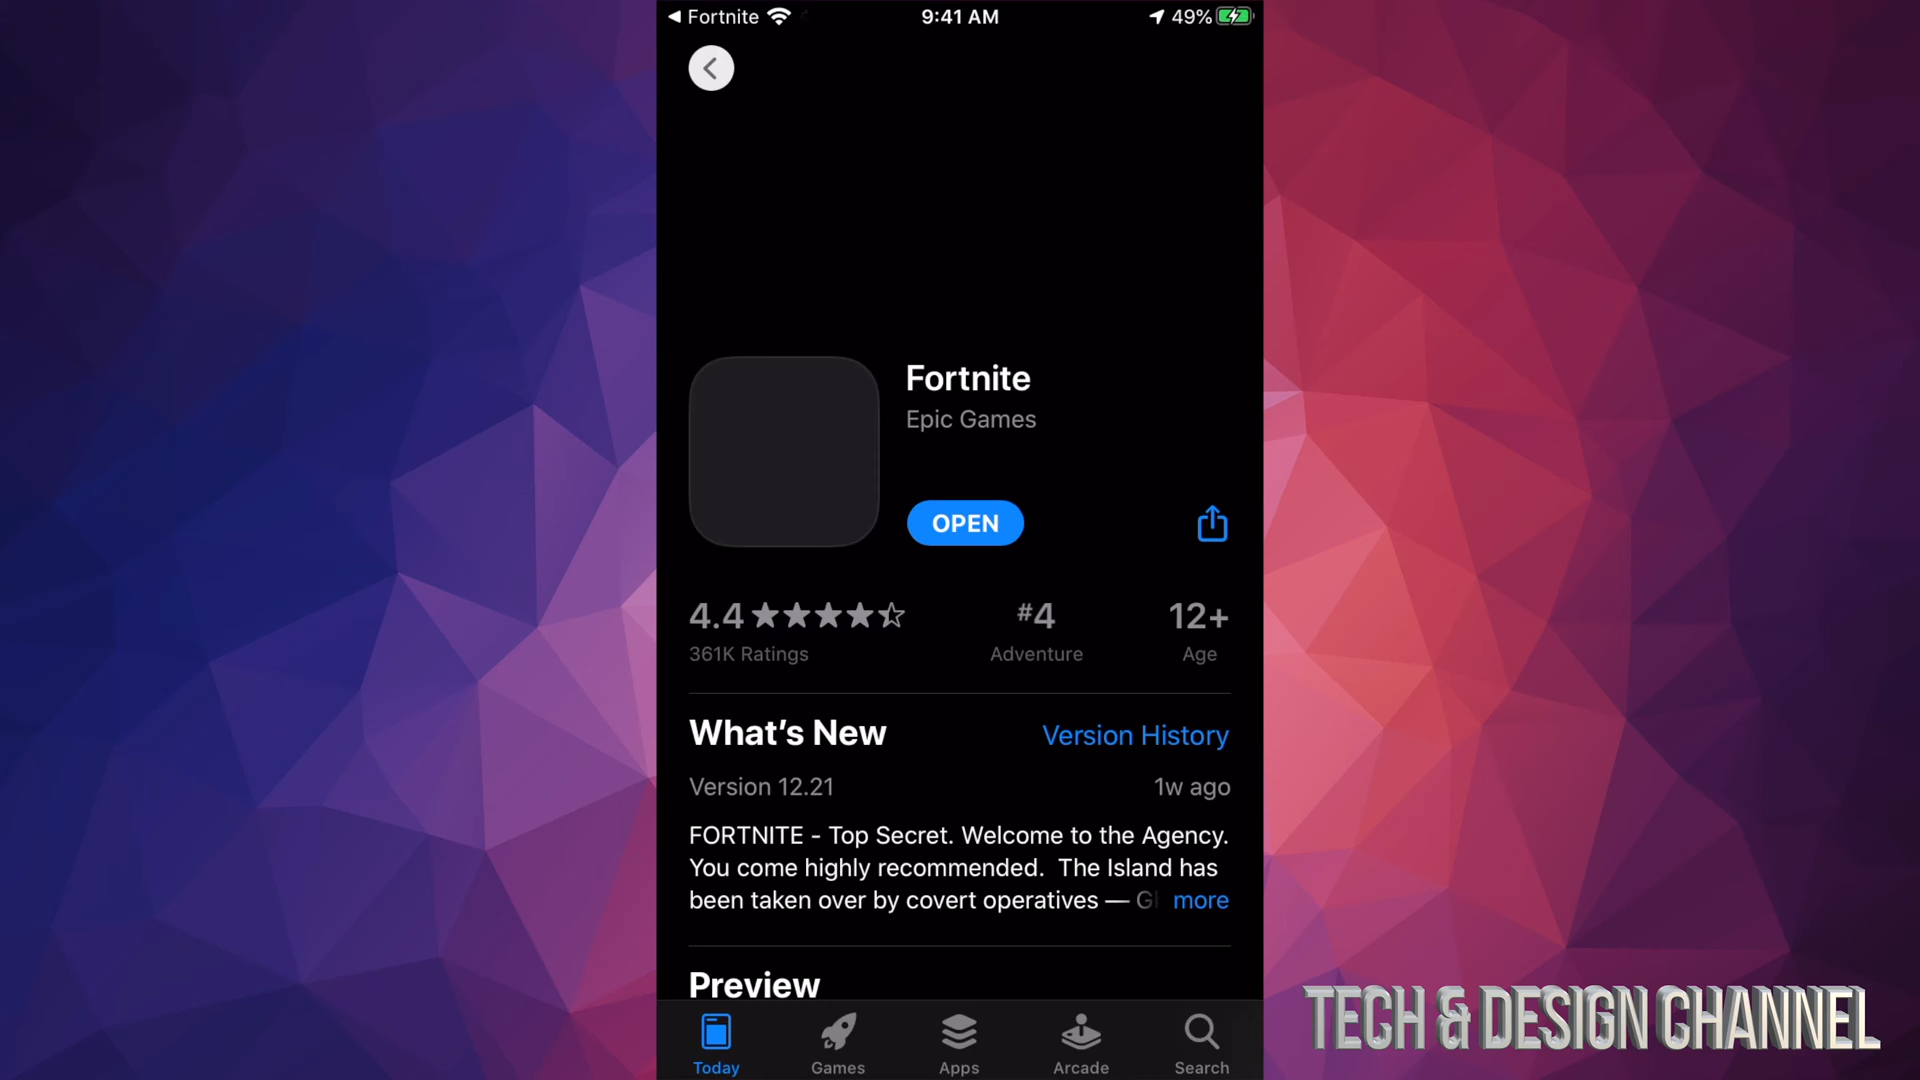 Fortnite
9:41 AM
49%
Fortnite
Epic Games
OPEN
4.4
#4
12+
361K Ratings
Adventure
Age
What's New
Version History
Version 12.21
1w ago
FORTNITE - Top Secret. Welcome to the Agency.
You come highly recommended.  The Island has
been taken over by covert operatives — Gl more
Preview
Today
Games
Apps
Arcade
Search
TECH & DESIGN CHANNEL